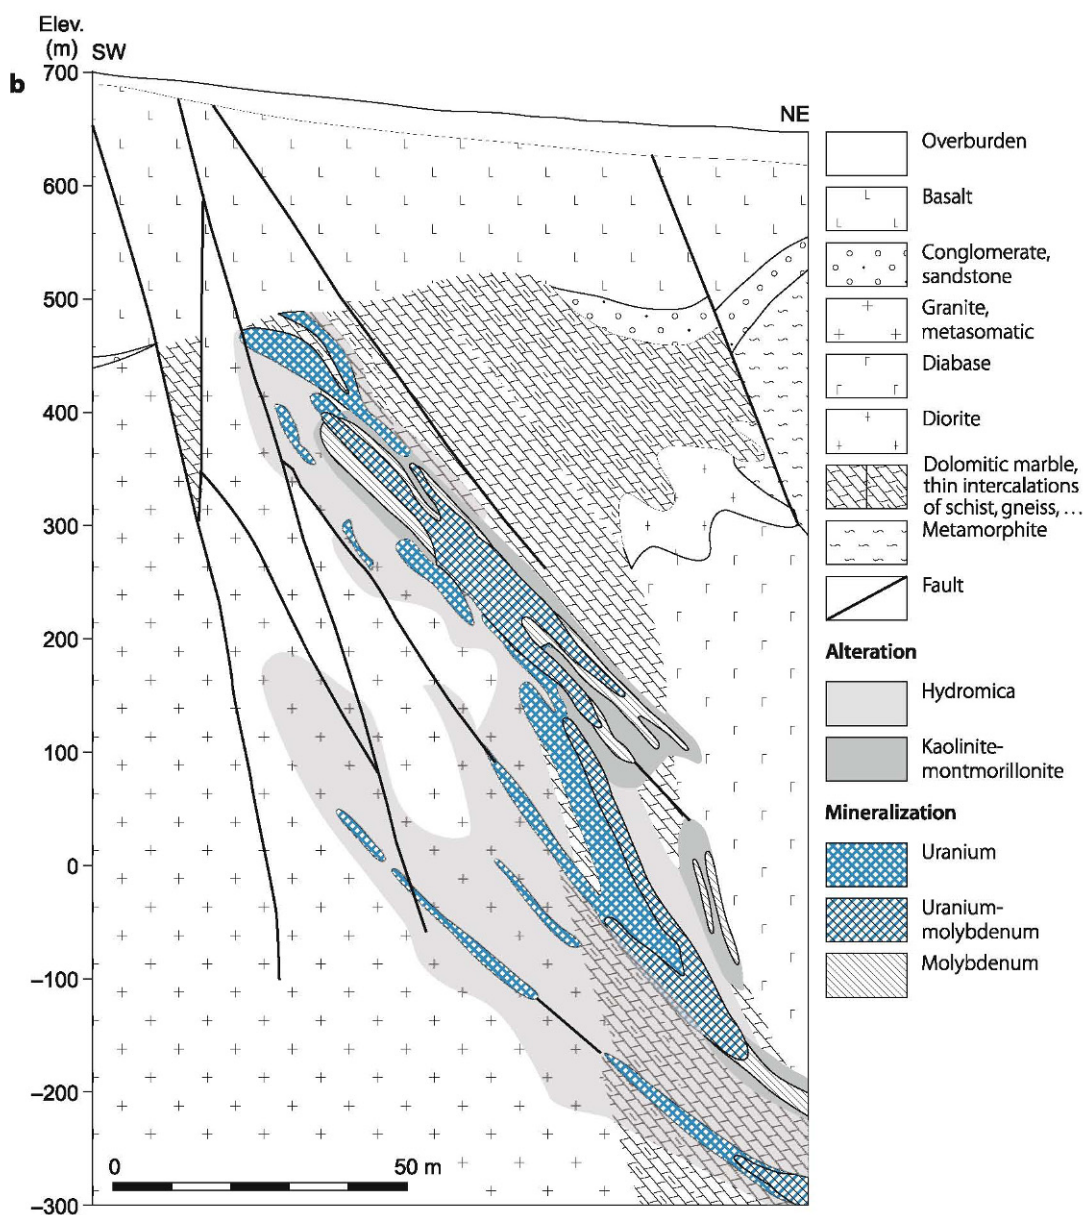 Elev.
(m) SW
b
700
600
500
400
300
200
100
0
–100
–200
–300
NE
0 50 m
Overburden
Basalt
Conglomerate,
sandstone
Granite,
metasomatic
Diabase
Diorite
Dolomitic marble,
thin intercalations
of schist, gneiss, …
Metamorphite
Fault
Alteration
Hydromica
Kaolinite-
montmorillonite
Mineralization
Uranium
Uranium-
molybdenum
Molybdenum